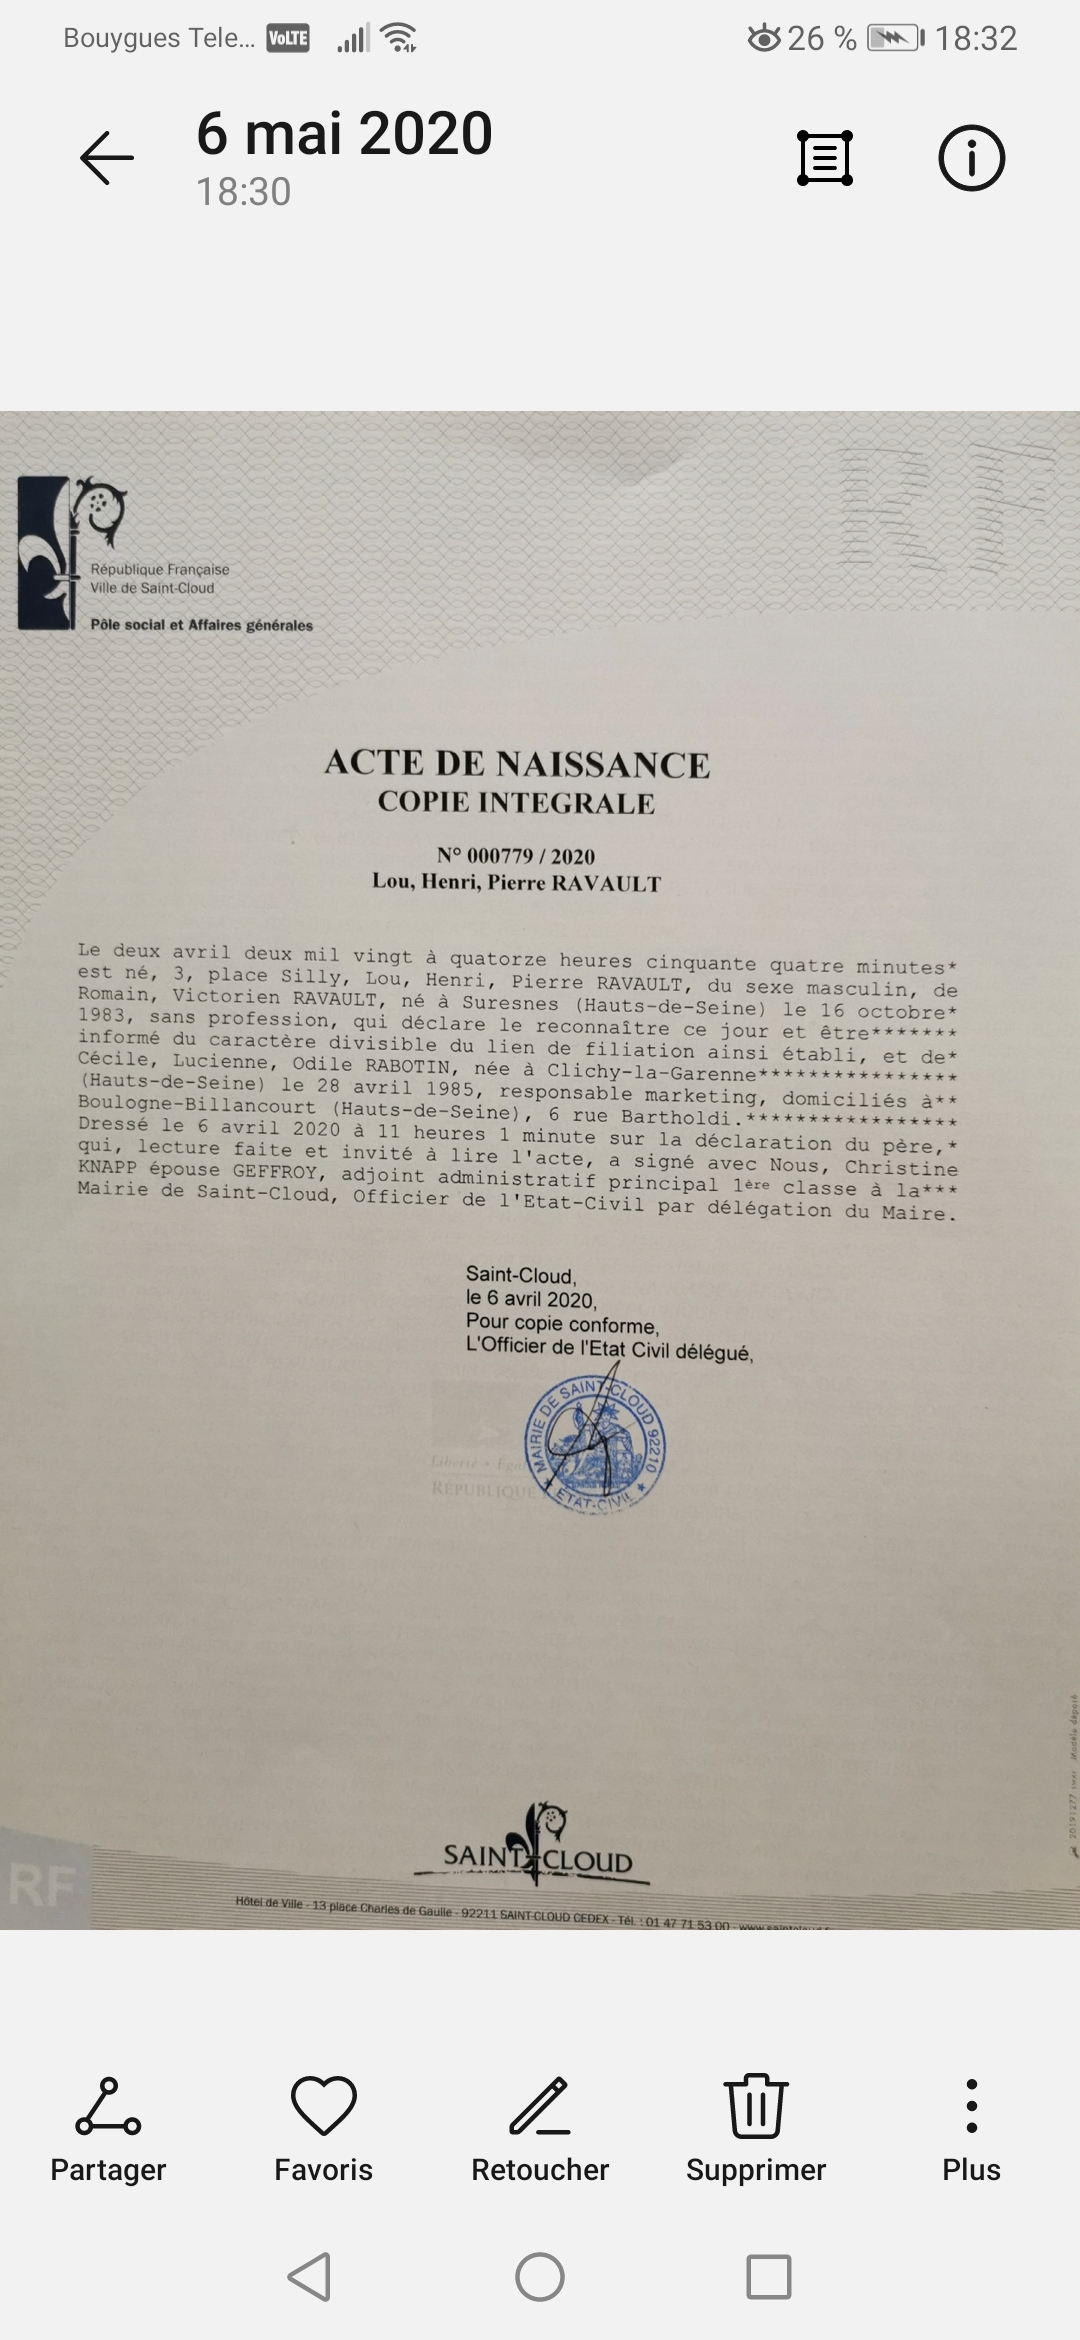 Bouygues Tele... VoLTE 26 % 18:32
6 mai 2020
18:30
RF
République Française
Ville de Saint-Cloud
Pôle social et Affaires générales
ACTE DE NAISSANCE
COPIE INTEGRALE
N° 000779 / 2020
Lou, Henri, Pierre RAVAULT
Le deux avril deux mil vingt à quatorze heures cinquante quatre minutes*
est né, 3, place Silly, Lou, Henri, Pierre RAVAULT, du sexe masculin, de
Romain, Victorien RAVAULT, né à Suresnes (Hauts-de-Seine) le 16 octobre*
1983, sans profession, qui déclare le reconnaître ce jour et être*******
informé du caractère divisible du lien de filiation ainsi établi, et de*
Cécile, Lucienne, Odile RABOTIN, née à Clichy-la-Garenne****************
(Hauts-de-Seine) le 28 avril 1985, responsable marketing, domiciliés à**
Boulogne-Billancourt (Hauts-de-Seine), 6 rue Bartholdi.*****************
Dressé le 6 avril 2020 à 11 heures 1 minute sur la déclaration du père,*
qui, lecture faite et invité à lire l'acte, a signé avec Nous, Christine
KNAPP épouse GEFFROY, adjoint administratif principal 1ère classe à la***
Mairie de Saint-Cloud, Officier de l'Etat-Civil par délégation du Maire.
Saint-Cloud,
le 6 avril 2020,
Pour copie conforme,
L'Officier de l'Etat Civil délégué,
MAIRIE DE SAINT-CLOUD 92210
ETAT-CIVIL
Liberté • Éga
RÉPUBLIQUE
Modèle déposé
SAINT CLOUD
RF
Hôtel de Ville - 13 place Charles de Gaulle - 92211 SAINT-CLOUD CEDEX - Tél. : 01 47 71 53 00
Partager
Favoris
Retoucher
Supprimer
Plus